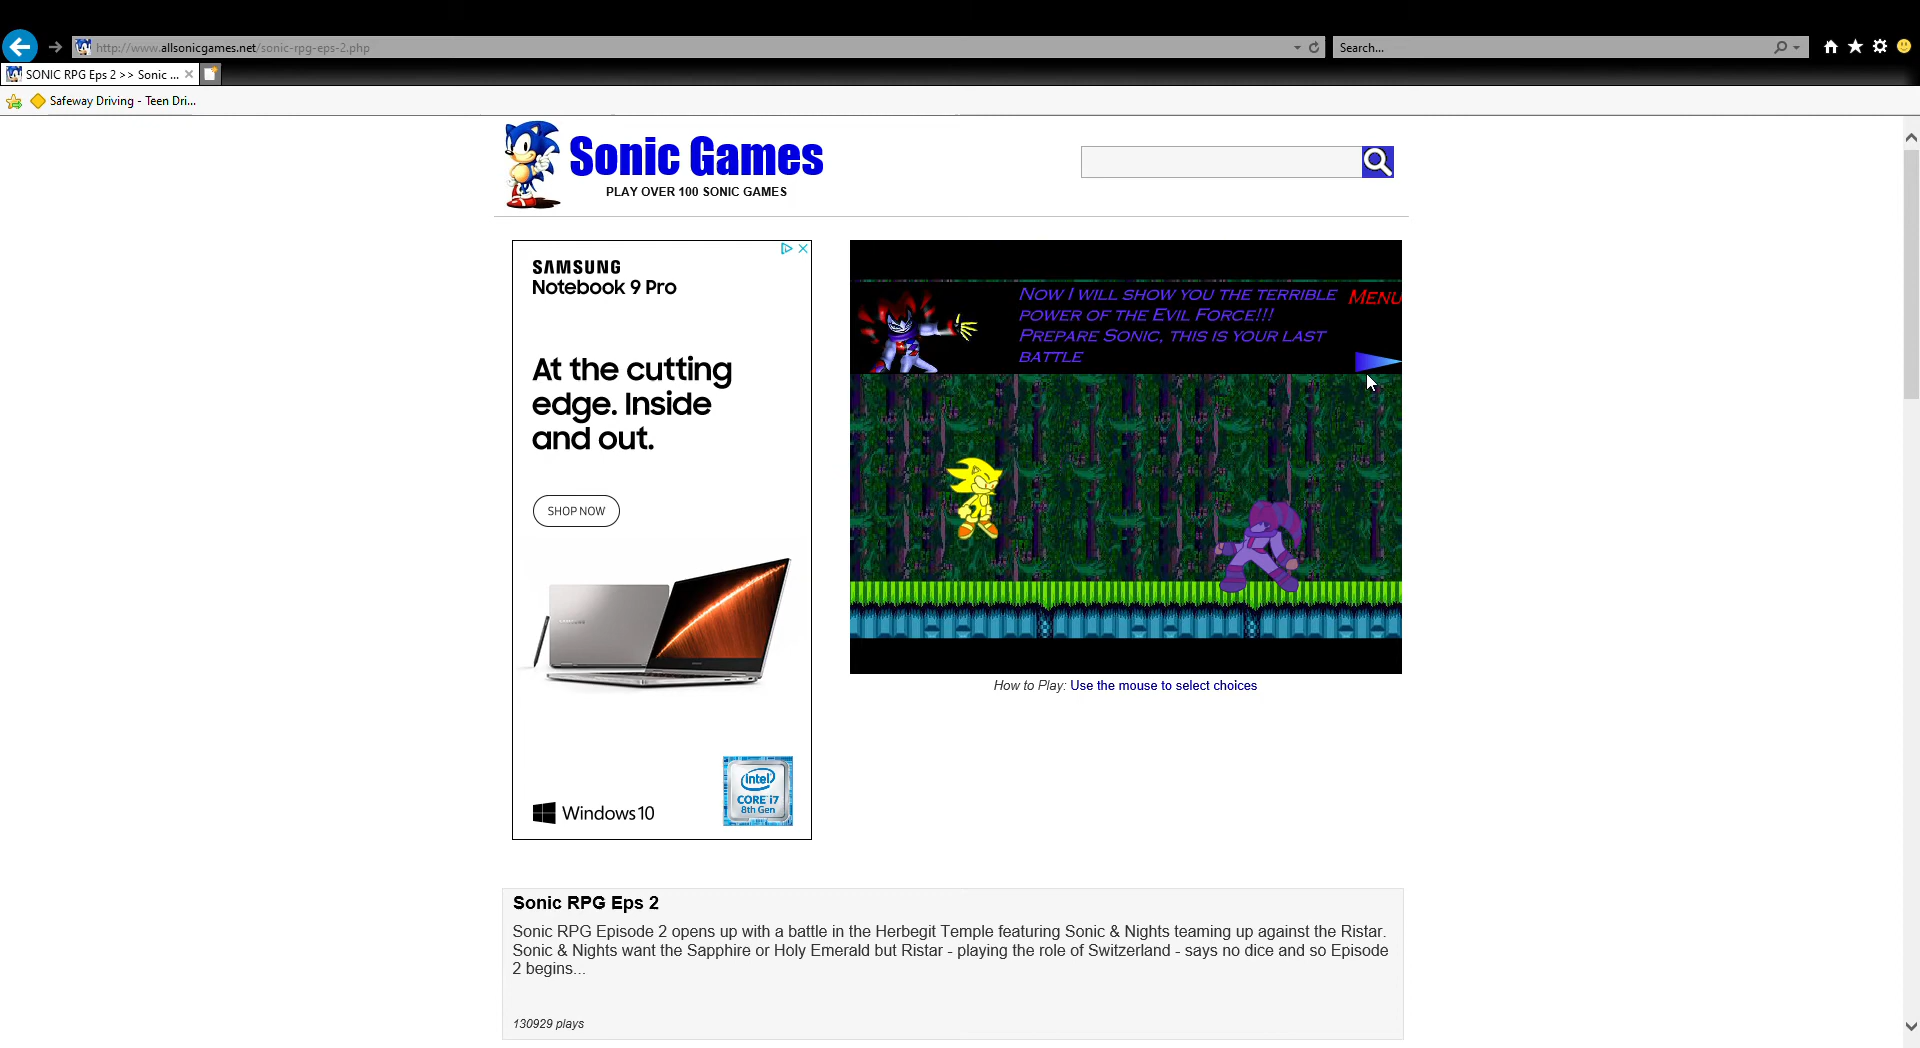 http://www.allsonicgames.net/sonic-rpg-eps-2.php
Search...
SONIC RPG Eps 2 >> Sonic ...
Safeway Driving - Teen Dri...
Sonic Games
PLAY OVER 100 SONIC GAMES
SAMSUNG
Notebook 9 Pro
At the cutting
edge. Inside
and out.
SHOP NOW
Windows 10
intel
CORE i7
8th Gen
NOW I WILL SHOW YOU THE TERRIBLE
POWER OF THE EVIL FORCE!!!
PREPARE SONIC, THIS IS YOUR LAST
BATTLE
MENU
How to Play: Use the mouse to select choices
Sonic RPG Eps 2
Sonic RPG Episode 2 opens up with a battle in the Herbegit Temple featuring Sonic & Nights teaming up against the Ristar.
Sonic & Nights want the Sapphire or Holy Emerald but Ristar - playing the role of Switzerland - says no dice and so Episode
2 begins...
130929 plays